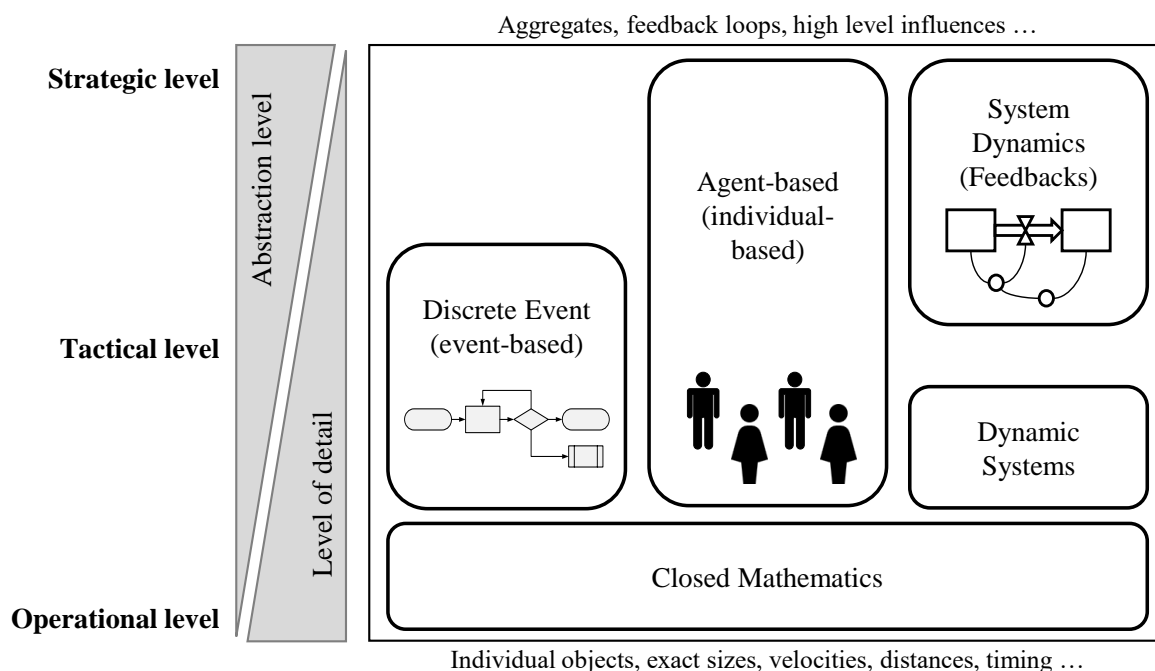 Aggregates, feedback loops, high level influences …
Strategic level
Abstraction level
Tactical level
Level of detail
Operational level
Discrete Event
(event-based)
Agent-based
(individual-
based)
System
Dynamics
(Feedbacks)
Dynamic
Systems
Closed Mathematics
Individual objects, exact sizes, velocities, distances, timing …